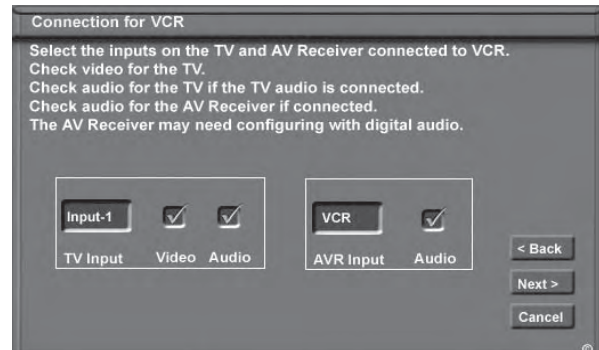 Connection for VCR
Select the inputs on the TV and AV Receiver connected to VCR.
Check video for the TV.
Check audio for the TV if the TV audio is connected.
Check audio for the AV Receiver if connected.
The AV Receiver may need configuring with digital audio.
Input-1
TV Input Video Audio
VCR
AVR Input Audio
< Back
Next >
Cancel
©